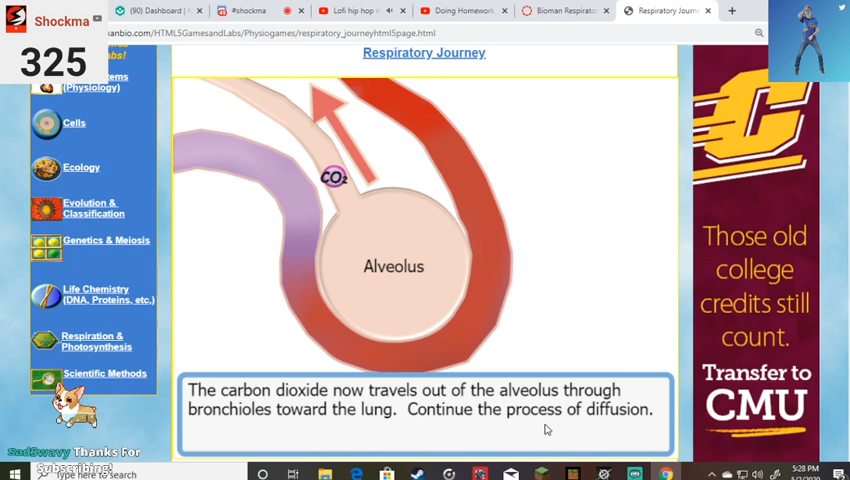 (90) Dashboard |
#shockma
Lofi hip hop m
Doing Homework
Bioman Respirato
Respiratory Journey
Shockma
325
anbio.com/HTML5GamesandLabs/Physiogames/respiratory_journeyhtml5page.html
Respiratory Journey
(Physiology)
Cells
Ecology
Evolution &
Classification
Genetics & Meiosis
Life Chemistry
(DNA, Proteins, etc.)
Respiration &
Photosynthesis
Scientific Methods
CO₂
Alveolus
The carbon dioxide now travels out of the alveolus through
bronchioles toward the lung. Continue the process of diffusion.
C
Those old
college
credits still
count.
Transfer to
CMU
SadSwavy Thanks For
Subscribing!
Type here to search
5:28 PM